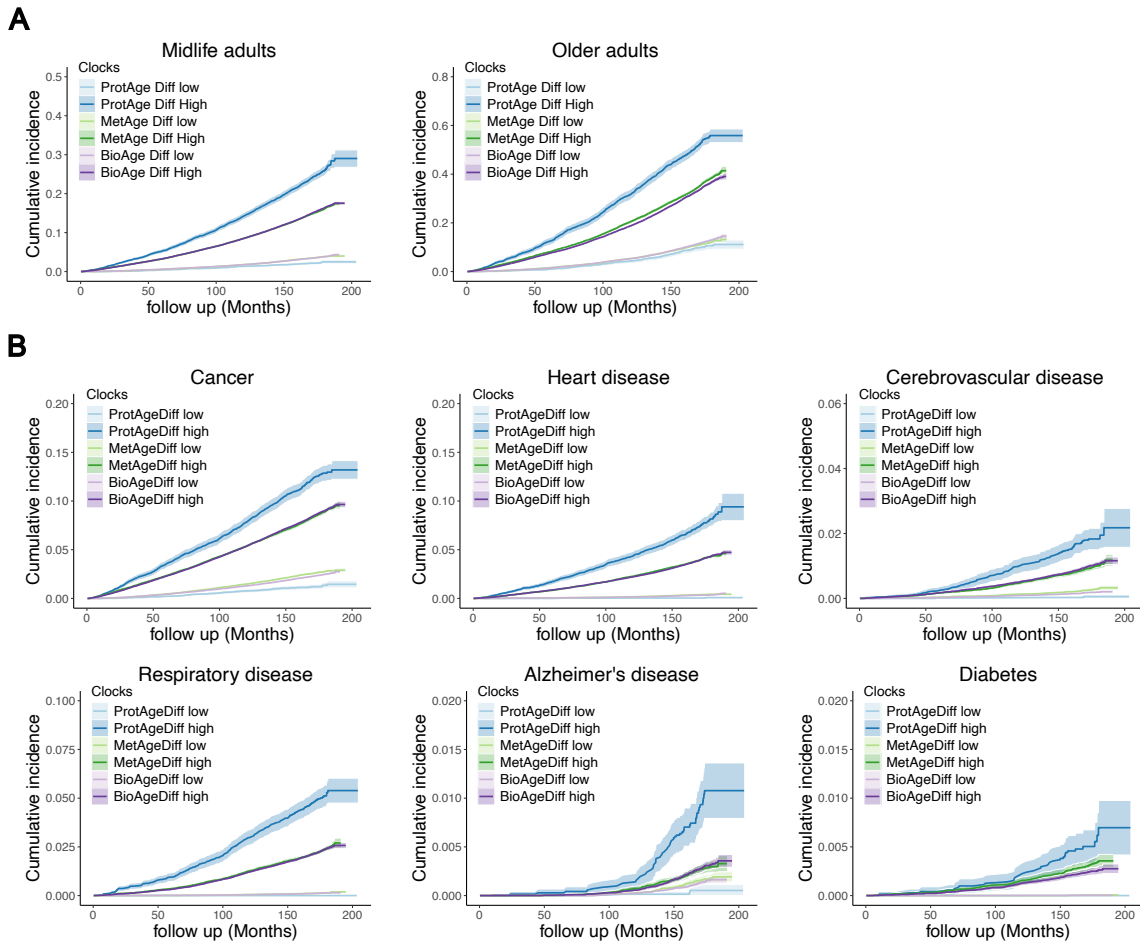 A
Midlife adults
Clocks
ProtAge Diff low
ProtAge Diff High
MetAge Diff low
MetAge Diff High
BioAge Diff low
BioAge Diff High
Cumulative incidence
0.5
0.4
0.3
0.2
0.1
0.0
0 50 100 150 200
follow up (Months)
Older adults
Clocks
ProtAge Diff low
ProtAge Diff High
MetAge Diff low
MetAge Diff High
BioAge Diff low
BioAge Diff High
Cumulative incidence
0.8
0.6
0.4
0.2
0.0
0 50 100 150 200
follow up (Months)
B
Cancer
Clocks
ProtAgeDiff low
ProtAgeDiff high
MetAgeDiff low
MetAgeDiff high
BioAgeDiff low
BioAgeDiff high
Cumulative incidence
0.20
0.15
0.10
0.05
0.00
0 50 100 150 200
follow up (Months)
Heart disease
Clocks
ProtAgeDiff low
ProtAgeDiff high
MetAgeDiff low
MetAgeDiff high
BioAgeDiff low
BioAgeDiff high
Cumulative incidence
0.20
0.15
0.10
0.05
0.00
0 50 100 150 200
follow up (Months)
Cerebrovascular disease
Clocks
ProtAgeDiff low
ProtAgeDiff high
MetAgeDiff low
MetAgeDiff high
BioAgeDiff low
BioAgeDiff high
Cumulative incidence
0.06
0.04
0.02
0.00
0 50 100 150 200
follow up (Months)
Respiratory disease
Clocks
ProtAgeDiff low
ProtAgeDiff high
MetAgeDiff low
MetAgeDiff high
BioAgeDiff low
BioAgeDiff high
Cumulative incidence
0.100
0.075
0.050
0.025
0.000
0 50 100 150 200
follow up (Months)
Alzheimer's disease
Clocks
ProtAgeDiff low
ProtAgeDiff high
MetAgeDiff low
MetAgeDiff high
BioAgeDiff low
BioAgeDiff high
Cumulative incidence
0.020
0.015
0.010
0.005
0.000
0 50 100 150 200
follow up (Months)
Diabetes
Clocks
ProtAgeDiff low
ProtAgeDiff high
MetAgeDiff low
MetAgeDiff high
BioAgeDiff low
BioAgeDiff high
Cumulative incidence
0.020
0.015
0.010
0.005
0.000
0 50 100 150 200
follow up (Months)